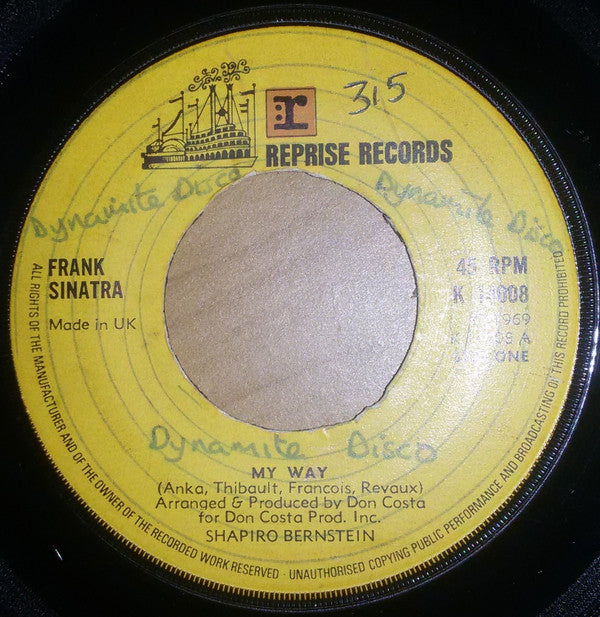 r
315
REPRISE RECORDS
Dynamite Disco
Dynamite Disco
FRANK
SINATRA
Made in UK
45 RPM
ONE
Dynamite Disco
MY WAY
(Anka, Thibault, Francois, Revaux)
Arranged & Produced by Don Costa
for Don Costa Prod. Inc.
SHAPIRO BERNSTEIN
ALL RIGHTS OF THE MANUFACTURER AND OF THE OWNER OF THE RECORDED WORK RESERVED · UNAUTHORISED COPYING PUBLIC PERFORMANCE AND BROADCASTING OF THIS RECORD PROHIBITED